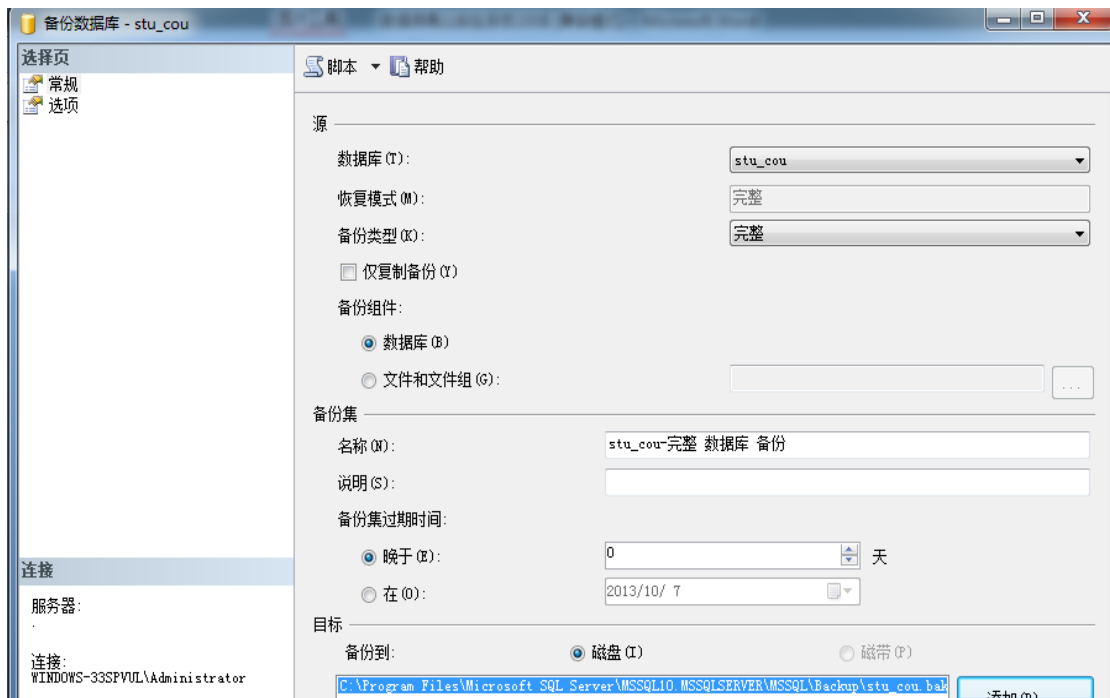 备份数据库 - stu_cou
选择页
常规
选项
脚本 帮助
源
数据库(T): stu_cou
恢复模式(M): 完整
备份类型(K): 完整
仅复制备份(Y)
备份组件:
数据库(B)
文件和文件组(G): ...
备份集
名称(N): stu_cou-完整 数据库 备份
说明(S):
备份集过期时间:
晚于(E): 0 天
在(O): 2013/10/ 7
目标
备份到: 磁盘(I) 磁带(P)
C:\Program Files\Microsoft SQL Server\MSSQL10.MSSQLSERVER\MSSQL\Backup\stu_cou.bak
添加(D)
连接
服务器:
.
连接:
WINDOWS-33SPVUL\Administrator